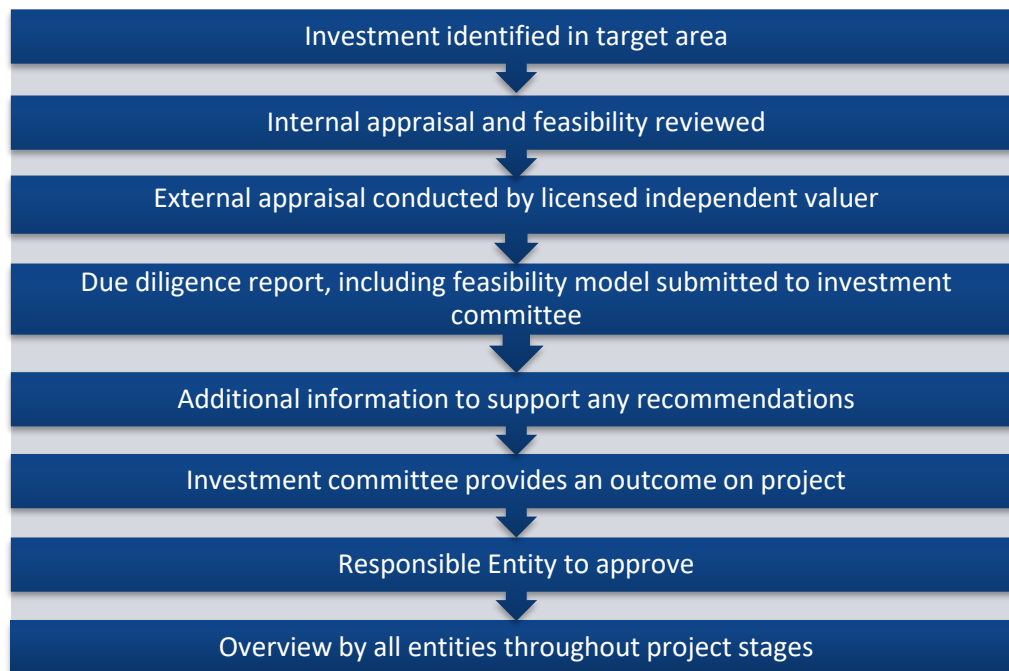 Investment identified in target area
Internal appraisal and feasibility reviewed
External appraisal conducted by licensed independent valuer
Due diligence report, including feasibility model submitted to investment
committee
Additional information to support any recommendations
Investment committee provides an outcome on project
Responsible Entity to approve
Overview by all entities throughout project stages